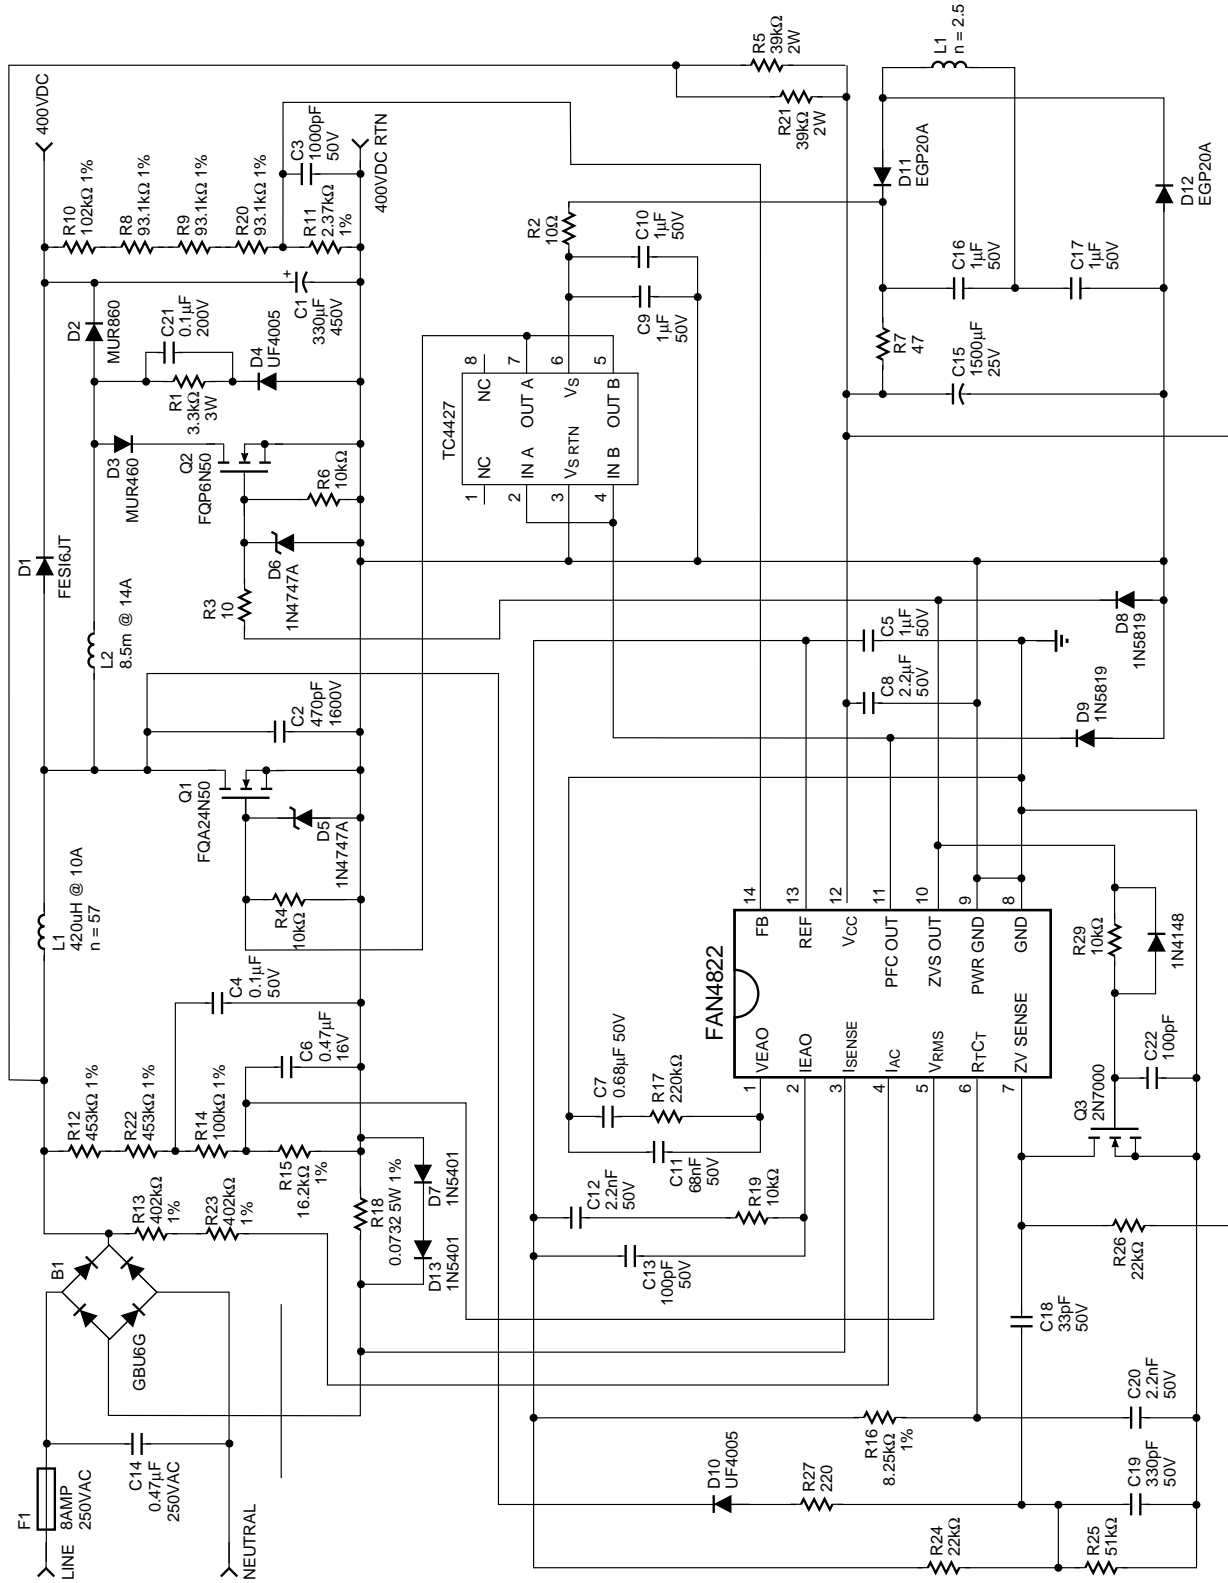 F1
8AMP
250VAC
LINE
NEUTRAL
C14
0.47µF
250VAC
B1
GBU6G
R13
402kΩ
1%
R23
402kΩ
1%
R12
453kΩ 1%
R22
453kΩ 1%
R14
100kΩ 1%
R15
16.2kΩ
1%
R18
0.0732 5W 1%
D7
1N5401
D13
1N5401
C4
0.1µF
50V
C6
0.47µF
16V
L1
420uH @ 10A
n = 57
R4
10kΩ
D5
1N4747A
Q1
FQA24N50
C2
470pF
1600V
L2
8.5m @ 14A
D1
FESI6JT
R3
10
D6
1N4747A
R6
10kΩ
Q2
FQP6N50
D3
MUR460
R1
3.3kΩ
3W
C21
0.1µF
200V
D4
UF4005
D2
MUR860
C1
330µF
450V
+
R10
102kΩ 1%
R8
93.1kΩ 1%
R9
93.1kΩ 1%
R20
93.1kΩ 1%
R11
2.37kΩ
1%
C3
1000pF
50V
400VDC
400VDC RTN
TC4427
1
NC
2
IN A
3
VS RTN
4
IN B
8
NC
7
OUT A
6
VS
5
OUT B
R2
10Ω
C10
1µF
50V
C9
1µF
50V
R5
39kΩ
2W
R21
39kΩ
2W
L1
n = 2.5
D11
EGP20A
D12
EGP20A
C16
1µF
50V
C17
1µF
50V
R7
47
C15
1500µF
25V
C5
1µF
50V
C8
2.2µF
50V
D8
1N5819
D9
1N5819
FAN4822
1
VEAO
2
IEAO
3
ISENSE
4
IAC
5
VRMS
6
RTCT
7
ZV SENSE
14
FB
13
REF
12
VCC
11
PFC OUT
10
ZVS OUT
9
PWR GND
8
GND
C7
0.68µF 50V
R17
220kΩ
C11
68nF
50V
C12
2.2nF
50V
R19
10kΩ
C13
100pF
50V
R29
10kΩ
1N4148
C22
100pF
Q3
2N7000
R26
22kΩ
C18
33pF
50V
C20
2.2nF
50V
R16
8.25kΩ
1%
D10
UF4005
R27
220
C19
330pF
50V
R24
22kΩ
R25
51kΩ